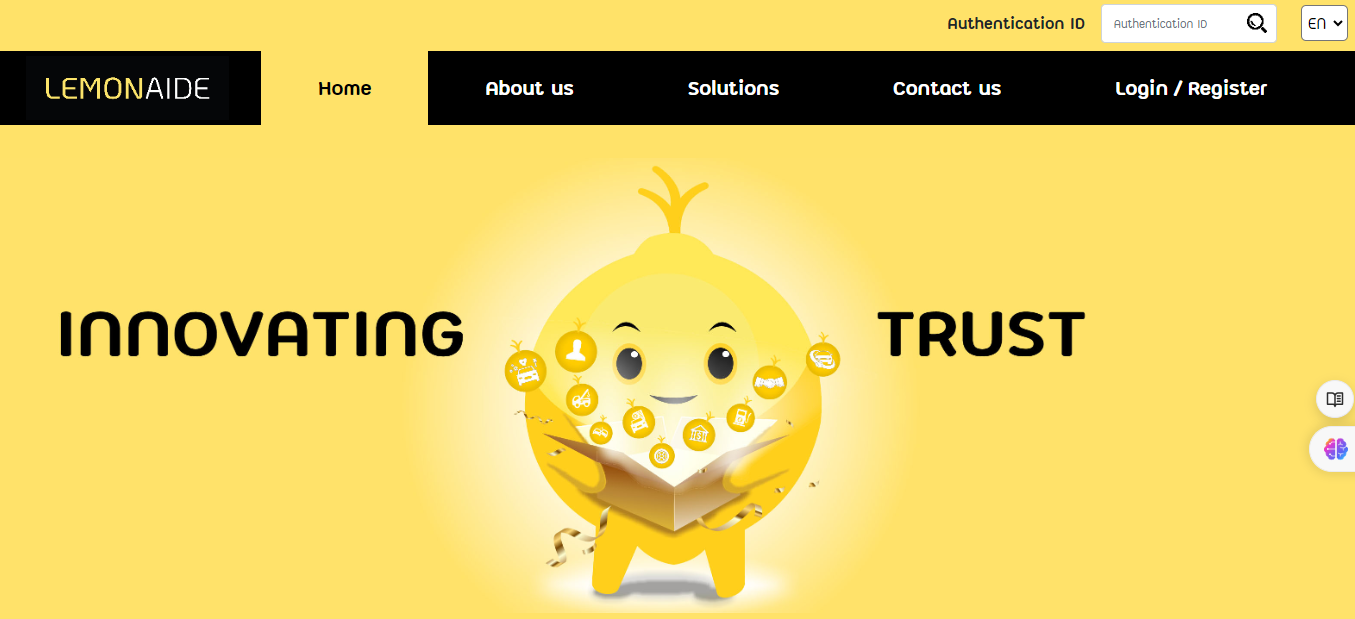 Authentication ID
Authentication ID
EN
LEMONAIDE
Home
About us
Solutions
Contact us
Login / Register
INNOVATING
TRUST